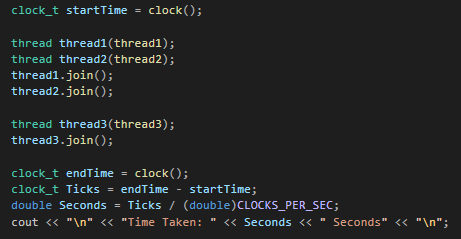 clock_t startTime = clock();
thread thread1(thread1);
thread thread2(thread2);
thread1.join();
thread2.join();
thread thread3(thread3);
thread3.join();
clock_t endTime = clock();
clock_t Ticks = endTime - startTime;
double Seconds = Ticks / (double)CLOCKS_PER_SEC;
cout << "\n" << "Time Taken: " << Seconds << " Seconds" << "\n";